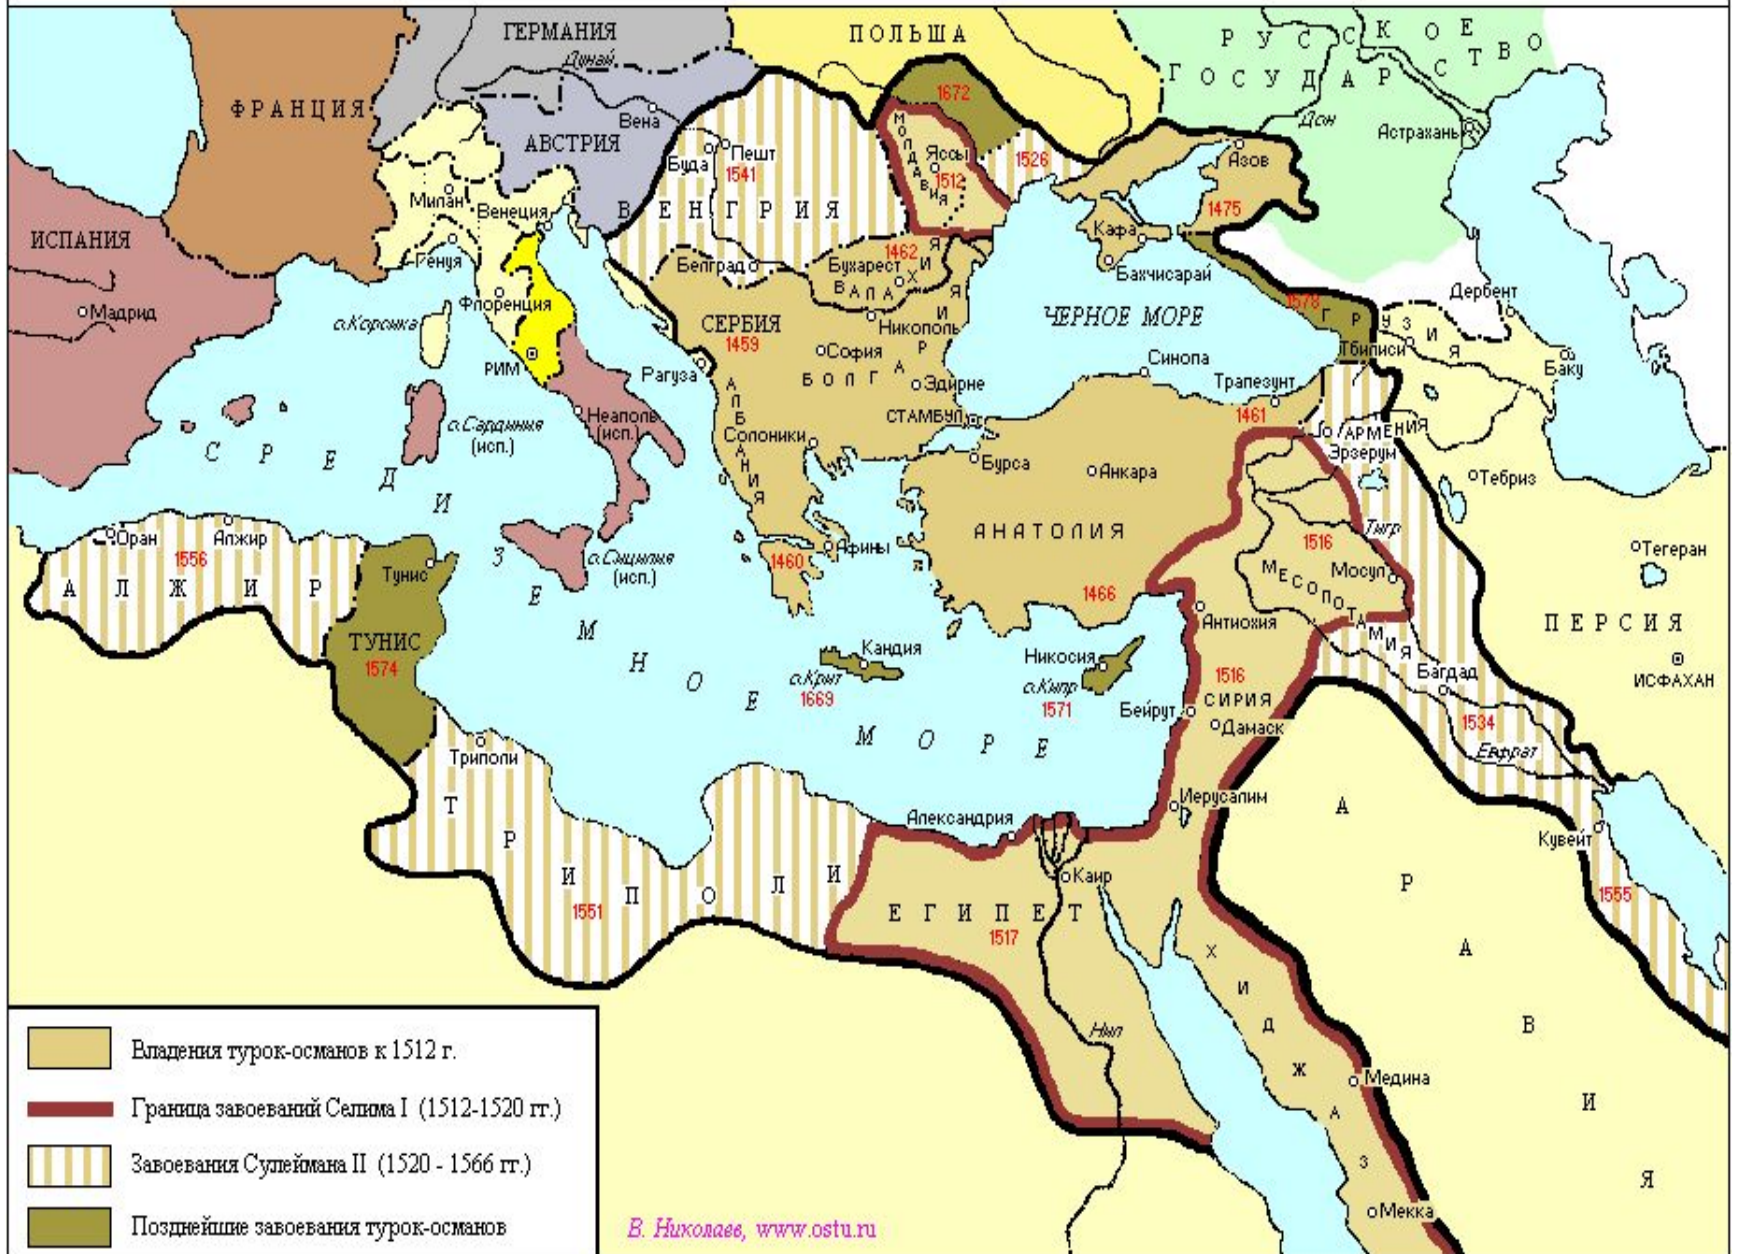 ГЕРМАНИЯ
ПОЛЬША
РУССКОЕ
ГОСУДАРСТВО
Дунай
1672
ФРАНЦИЯ
Дон
Астрахань
Вена
АВСТРИЯ
МОЛДАВИЯ
Яссы
1512
1526
Азов
Буда
Пешт
1541
Милан
Венеция
ВЕНГРИЯ
1475
ИСПАНИЯ
Генуя
Кафа
Бахчисарай
1462
Белград
Бухарест
ВАЛАХИЯ
Мадрид
Флоренция
о.Корсика
СЕРБИЯ
1459
Никополь
ЧЕРНОЕ МОРЕ
1578
Дербент
ГРУЗИЯ
Тбилиси
РИМ
Рагуза
София
БОЛГАРИЯ
Эдирне
Синопа
Трапезунт
1461
Баку
АЛБАНИЯ
СТАМБУЛ
Неаполь
(исп.)
о.Сардиния
(исп.)
Солоники
Бурса
Анкара
АРМЕНИЯ
Эрзерум
Тебриз
СРЕДИЗЕМНОЕ МОРЕ
АНАТОЛИЯ
Тигр
Оран
Алжир
1556
АЛЖИР
о.Сицилия
(исп.)
Афины
1460
1516
Мосул
МЕСОПОТАМИЯ
Тегеран
Тунис
1466
Антиохия
ПЕРСИЯ
ТУНИС
1574
Кандия
о.Крит
1669
Никосия
о.Кипр
1571
1516
СИРИЯ
Бейрут
Дамаск
Багдад
ИСФАХАН
1534
Евфрат
Триполи
ТРИПОЛИ
1551
Александрия
Иерусалим
Кувейт
1555
Каир
ЕГИПЕТ
1517
АРАВИЯ
ХИДЖАЗ
Нил
Медина
Мекка
Владения турок-османов к 1512 г.
Граница завоеваний Селима I (1512-1520 гг.)
Завоевания Сулеймана II (1520 - 1566 гг.)
Позднейшие завоевания турок-османов
В. Николаев, www.ostu.ru